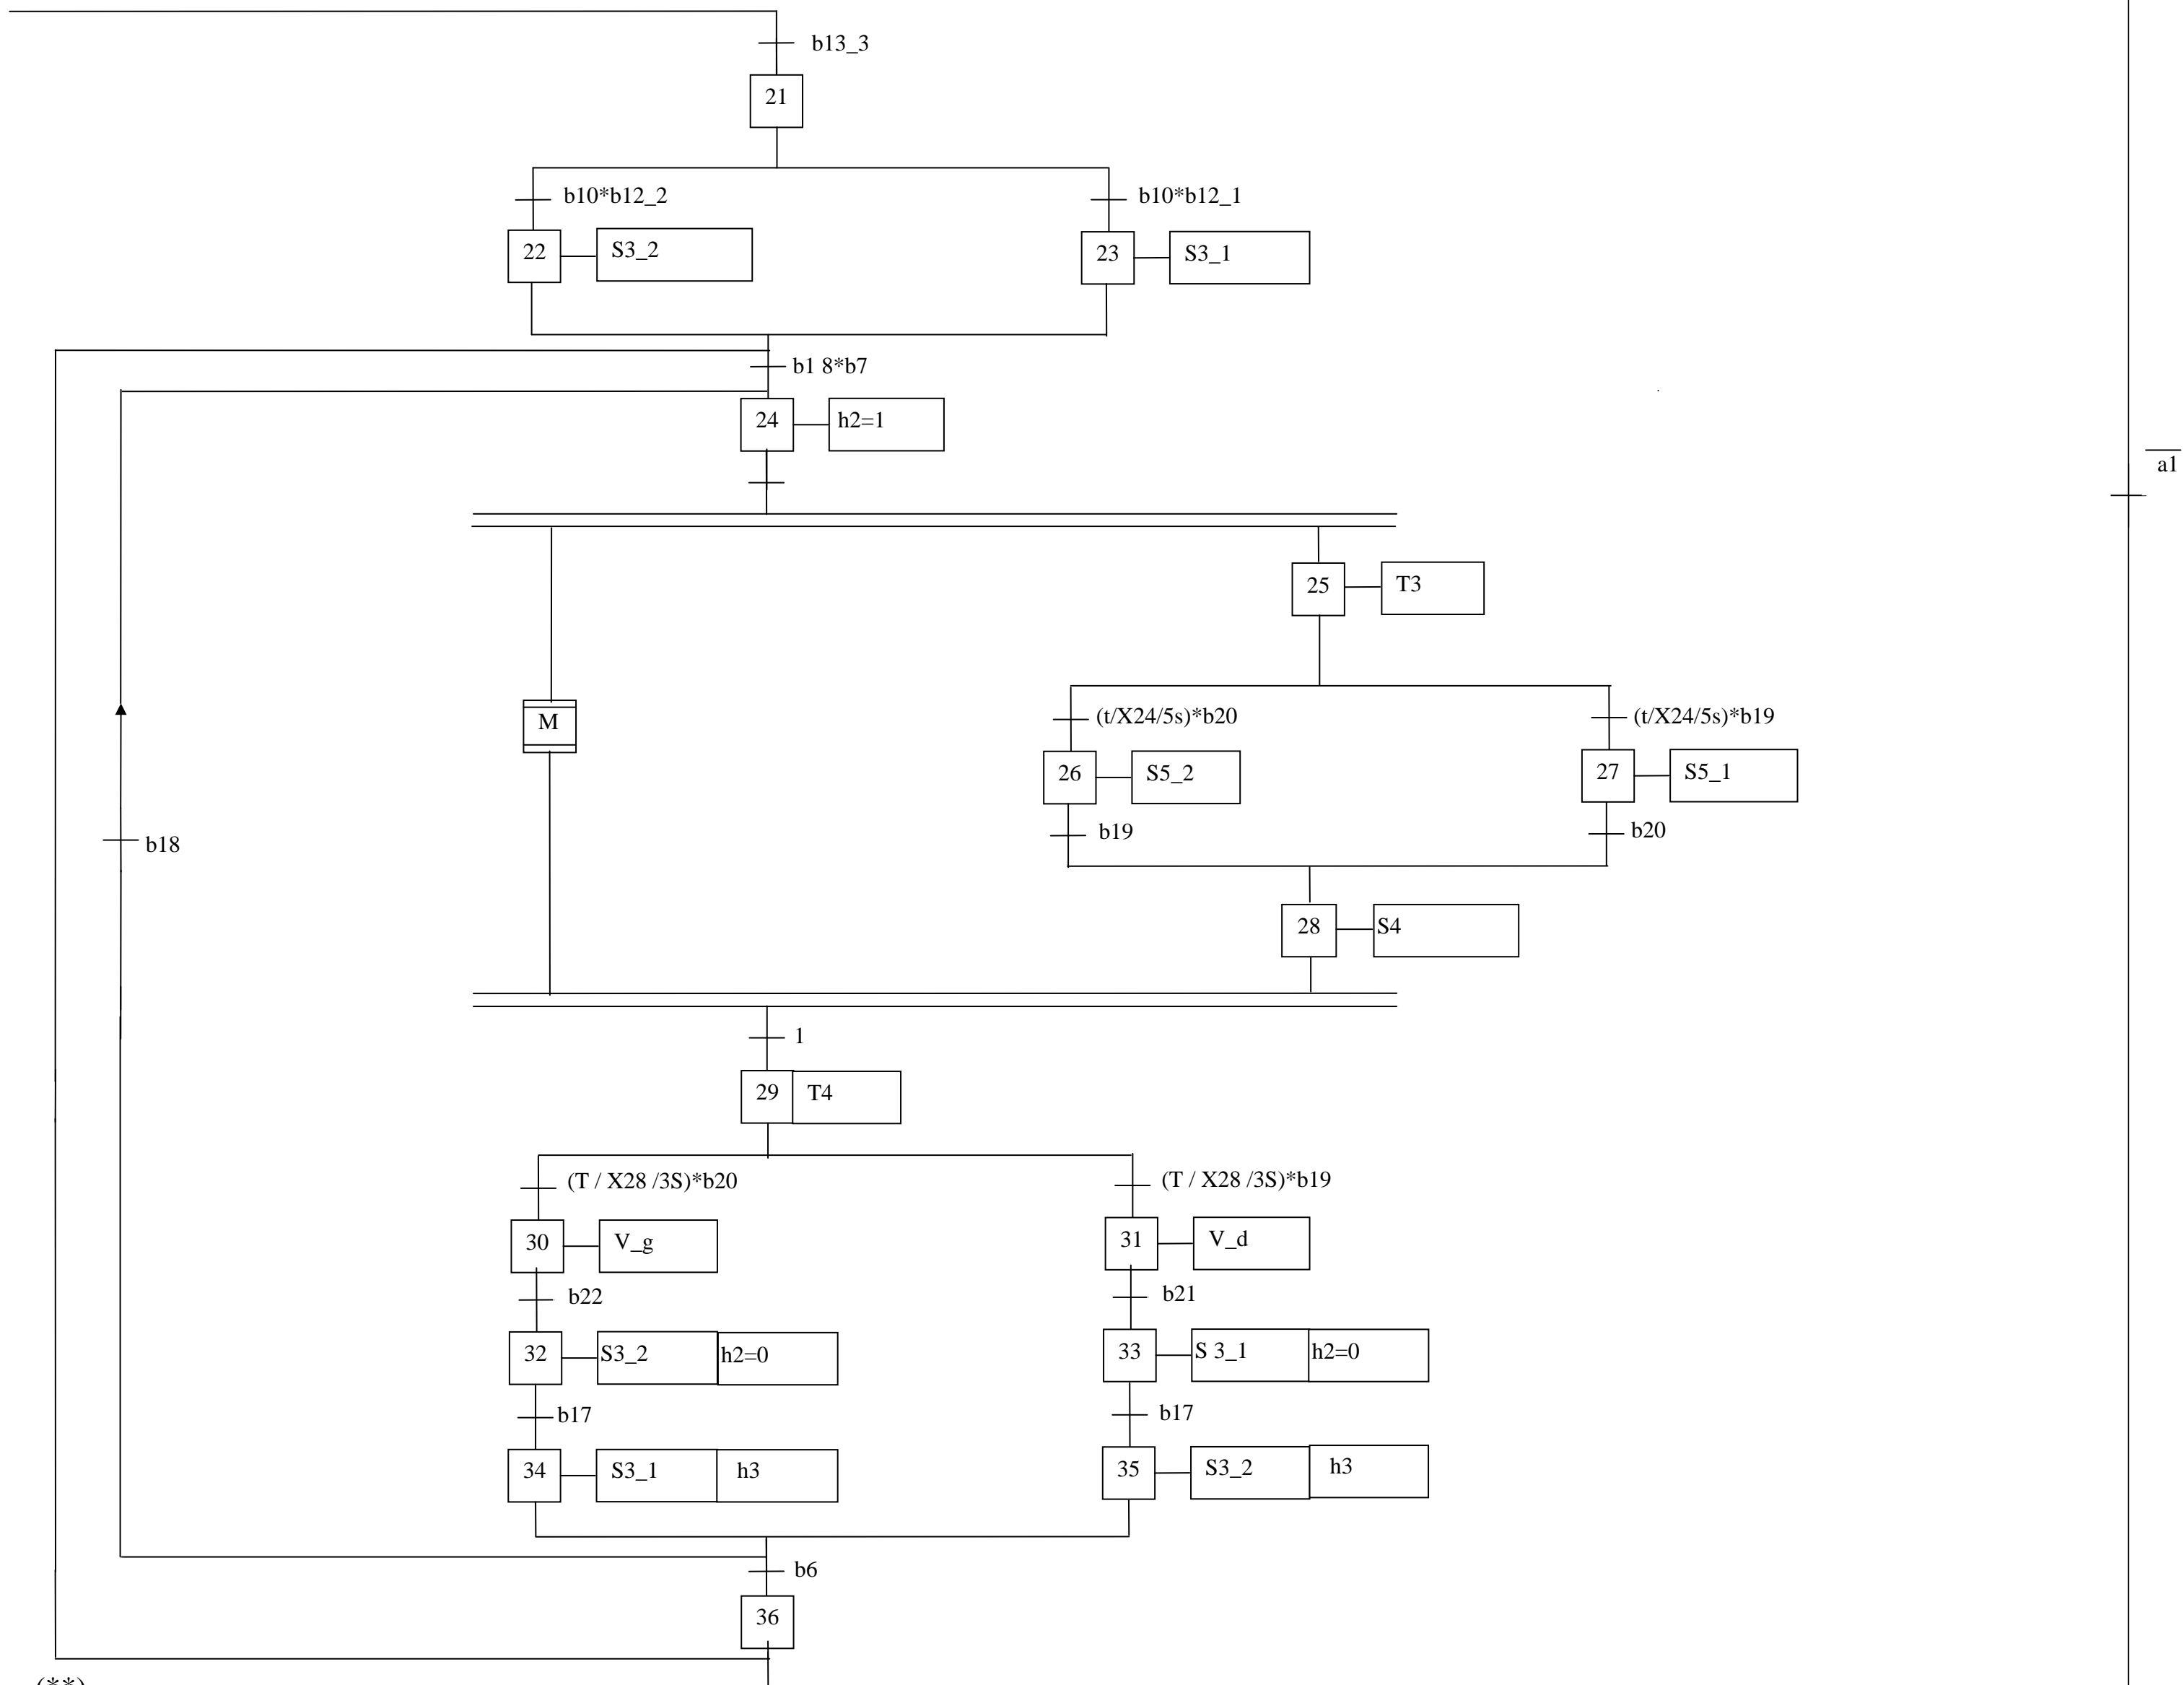 b13_3
21
b10*b12_2
b10*b12_1
22
S3_2
23
S3_1
b1 8*b7
24
h2=1
a1
25
T3
M
(t/X24/5s)*b20
(t/X24/5s)*b19
26
S5_2
27
S5_1
b19
b20
b18
28
S4
1
29
T4
(T / X28 /3S)*b20
(T / X28 /3S)*b19
30
V_g
31
V_d
b22
b21
32
S3_2
h2=0
33
S 3_1
h2=0
b17
b17
34
S3_1
h3
35
S3_2
h3
b6
36
(**)